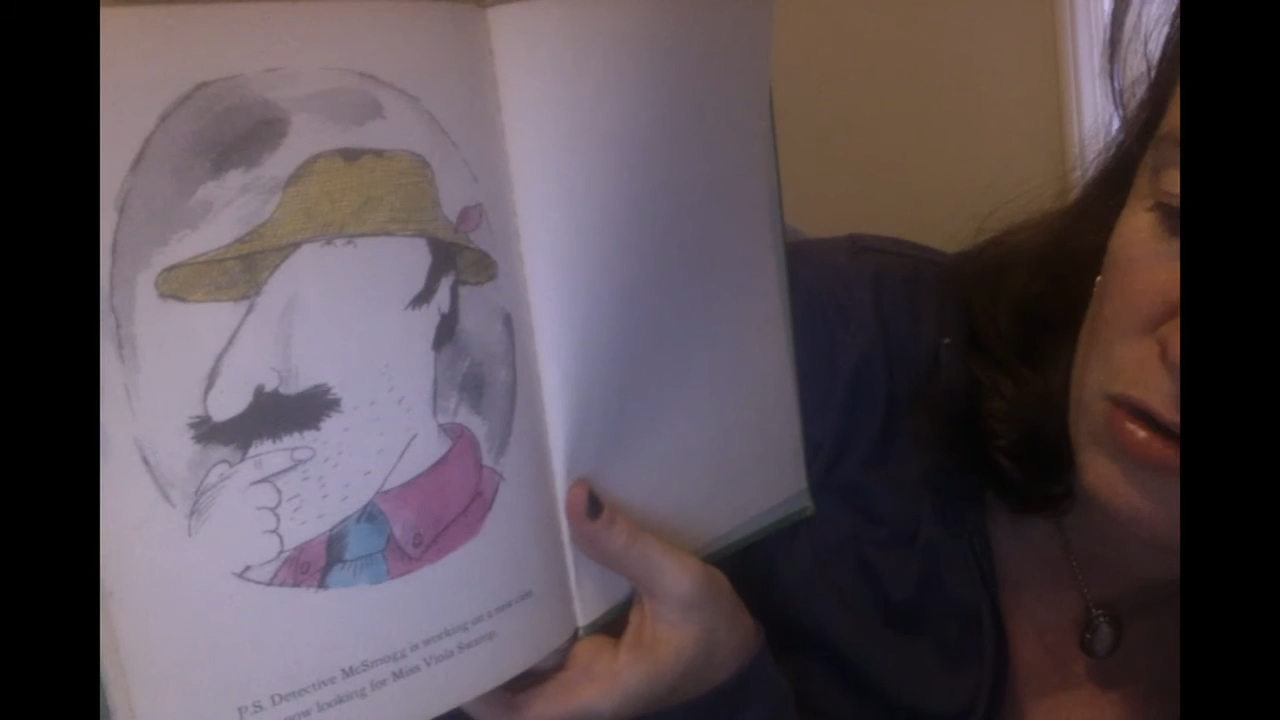 P.S. Detective McSmogg is working on a new case
now looking for Miss Viola Swamp.